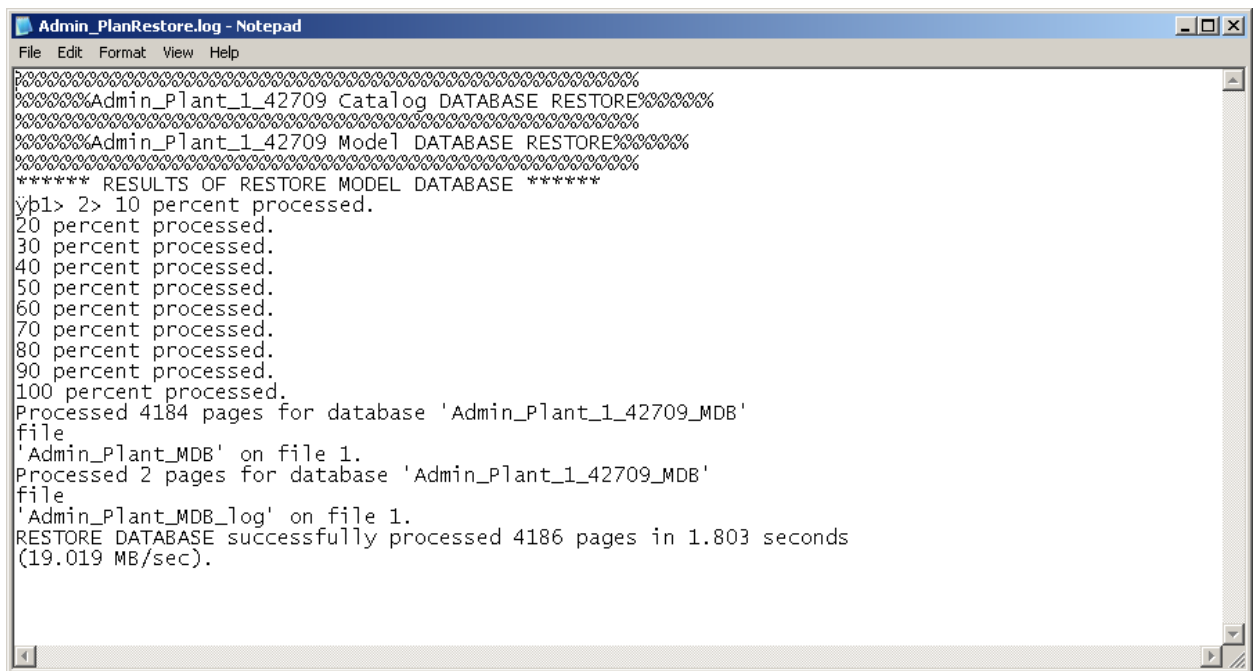 Admin_PlanRestore.log - Notepad
File Edit Format View Help
%%%%%%%%%%%%%%%%%%%%%%%%%%%%%%%%%%%%%%%%%%%%%%%%%%
%%%%%%Admin_Plant_1_42709 Catalog DATABASE RESTORE%%%%%%
%%%%%%%%%%%%%%%%%%%%%%%%%%%%%%%%%%%%%%%%%%%%%%%%%%
%%%%%%Admin_Plant_1_42709 Model DATABASE RESTORE%%%%%%
%%%%%%%%%%%%%%%%%%%%%%%%%%%%%%%%%%%%%%%%%%%%%%%%%%
****** RESULTS OF RESTORE MODEL DATABASE ******
ÿþ1> 2> 10 percent processed.
20 percent processed.
30 percent processed.
40 percent processed.
50 percent processed.
60 percent processed.
70 percent processed.
80 percent processed.
90 percent processed.
100 percent processed.
Processed 4184 pages for database 'Admin_Plant_1_42709_MDB'
file
'Admin_Plant_MDB' on file 1.
Processed 2 pages for database 'Admin_Plant_1_42709_MDB'
file
'Admin_Plant_MDB_log' on file 1.
RESTORE DATABASE successfully processed 4186 pages in 1.803 seconds
(19.019 MB/sec).